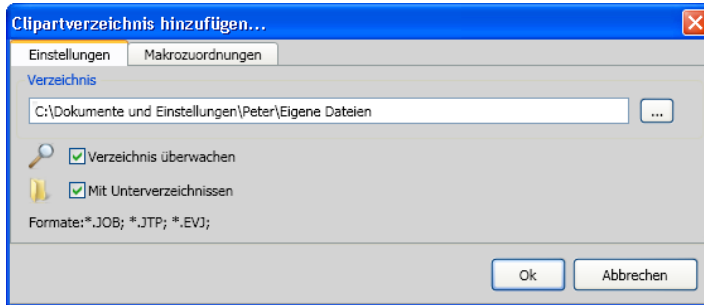 Clipartverzeichnis hinzufügen...
Einstellungen Makrozuordnungen
Verzeichnis
C:\Dokumente und Einstellungen\Peter\Eigene Dateien ...
Verzeichnis überwachen
Mit Unterverzeichnissen
Formate:*.JOB; *.JTP; *.EVJ;
Ok Abbrechen